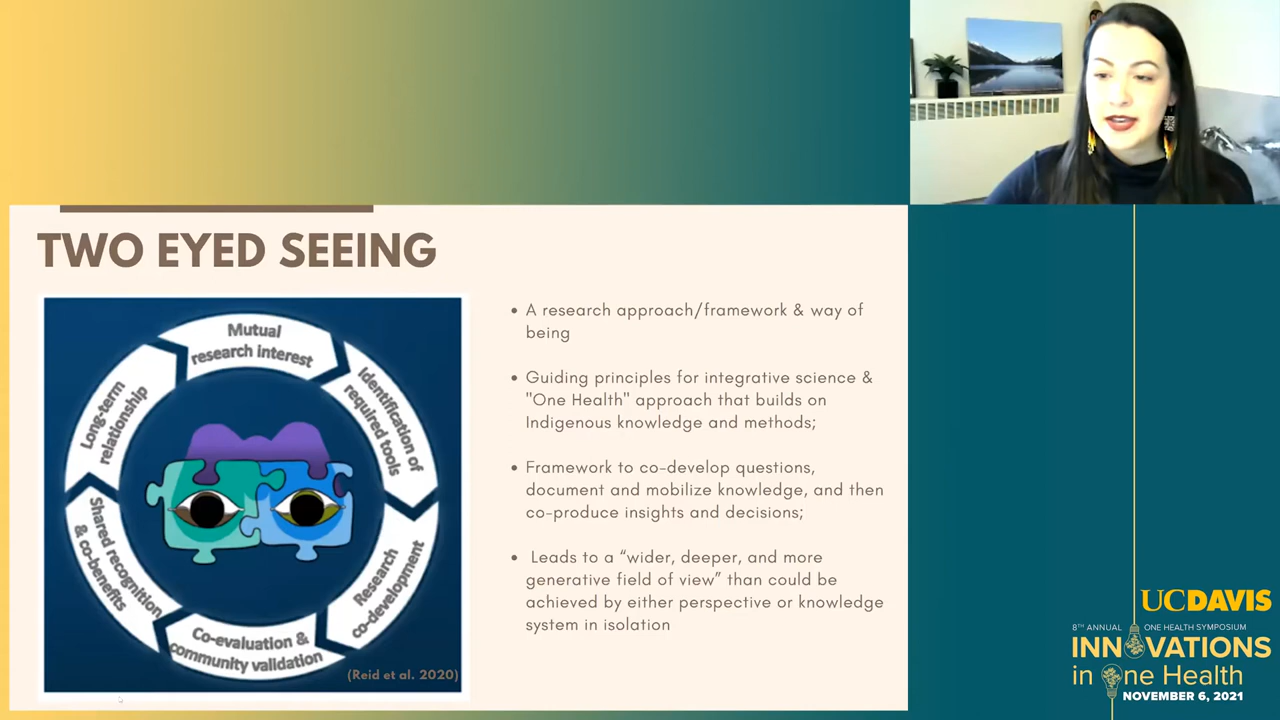 TWO EYED SEEING
Mutual
research interest
Identification of
required tools
Research
co-development
Co-evaluation &
community validation
Shared recognition
& co-benefits
Long-term
relationship
(Reid et al. 2020)
• A research approach/framework & way of
being
• Guiding principles for integrative science &
"One Health" approach that builds on
Indigenous knowledge and methods;
• Framework to co-develop questions,
document and mobilize knowledge, and then
co-produce insights and decisions;
• Leads to a “wider, deeper, and more
generative field of view” than could be
achieved by either perspective or knowledge
system in isolation
UCDAVIS
8TH ANNUAL ONE HEALTH SYMPOSIUM
INNOVATIONS
in One Health
NOVEMBER 6, 2021